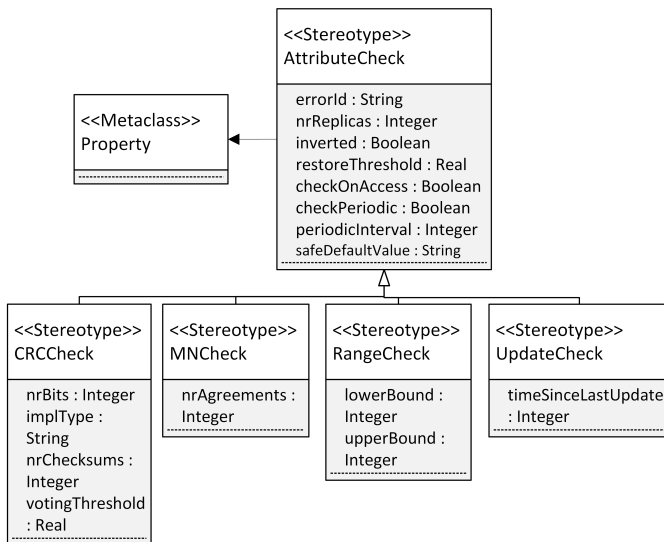 <<Stereotype>>
AttributeCheck
errorId : String
nrReplicas : Integer
inverted : Boolean
restoreThreshold : Real
checkOnAccess : Boolean
checkPeriodic : Boolean
periodicInterval : Integer
safeDefaultValue : String
<<Metaclass>>
Property
<<Stereotype>>
CRCCheck
nrBits : Integer
implType :
String
nrChecksums :
Integer
votingThreshold
: Real
<<Stereotype>>
MNCheck
nrAgreements :
Integer
<<Stereotype>>
RangeCheck
lowerBound :
Integer
upperBound :
Integer
<<Stereotype>>
UpdateCheck
timeSinceLastUpdate
: Integer